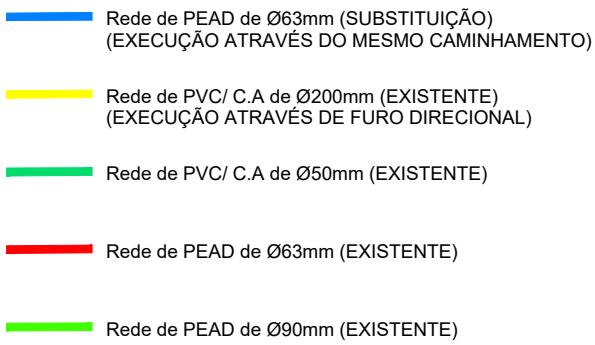 Rede de PEAD de Ø63mm (SUBSTITUIÇÃO)
(EXECUÇÃO ATRAVÉS DO MESMO CAMINHAMENTO)
Rede de PVC/ C.A de Ø200mm (EXISTENTE)
(EXECUÇÃO ATRAVÉS DE FURO DIRECIONAL)
Rede de PVC/ C.A de Ø50mm (EXISTENTE)
Rede de PEAD de Ø63mm (EXISTENTE)
Rede de PEAD de Ø90mm (EXISTENTE)